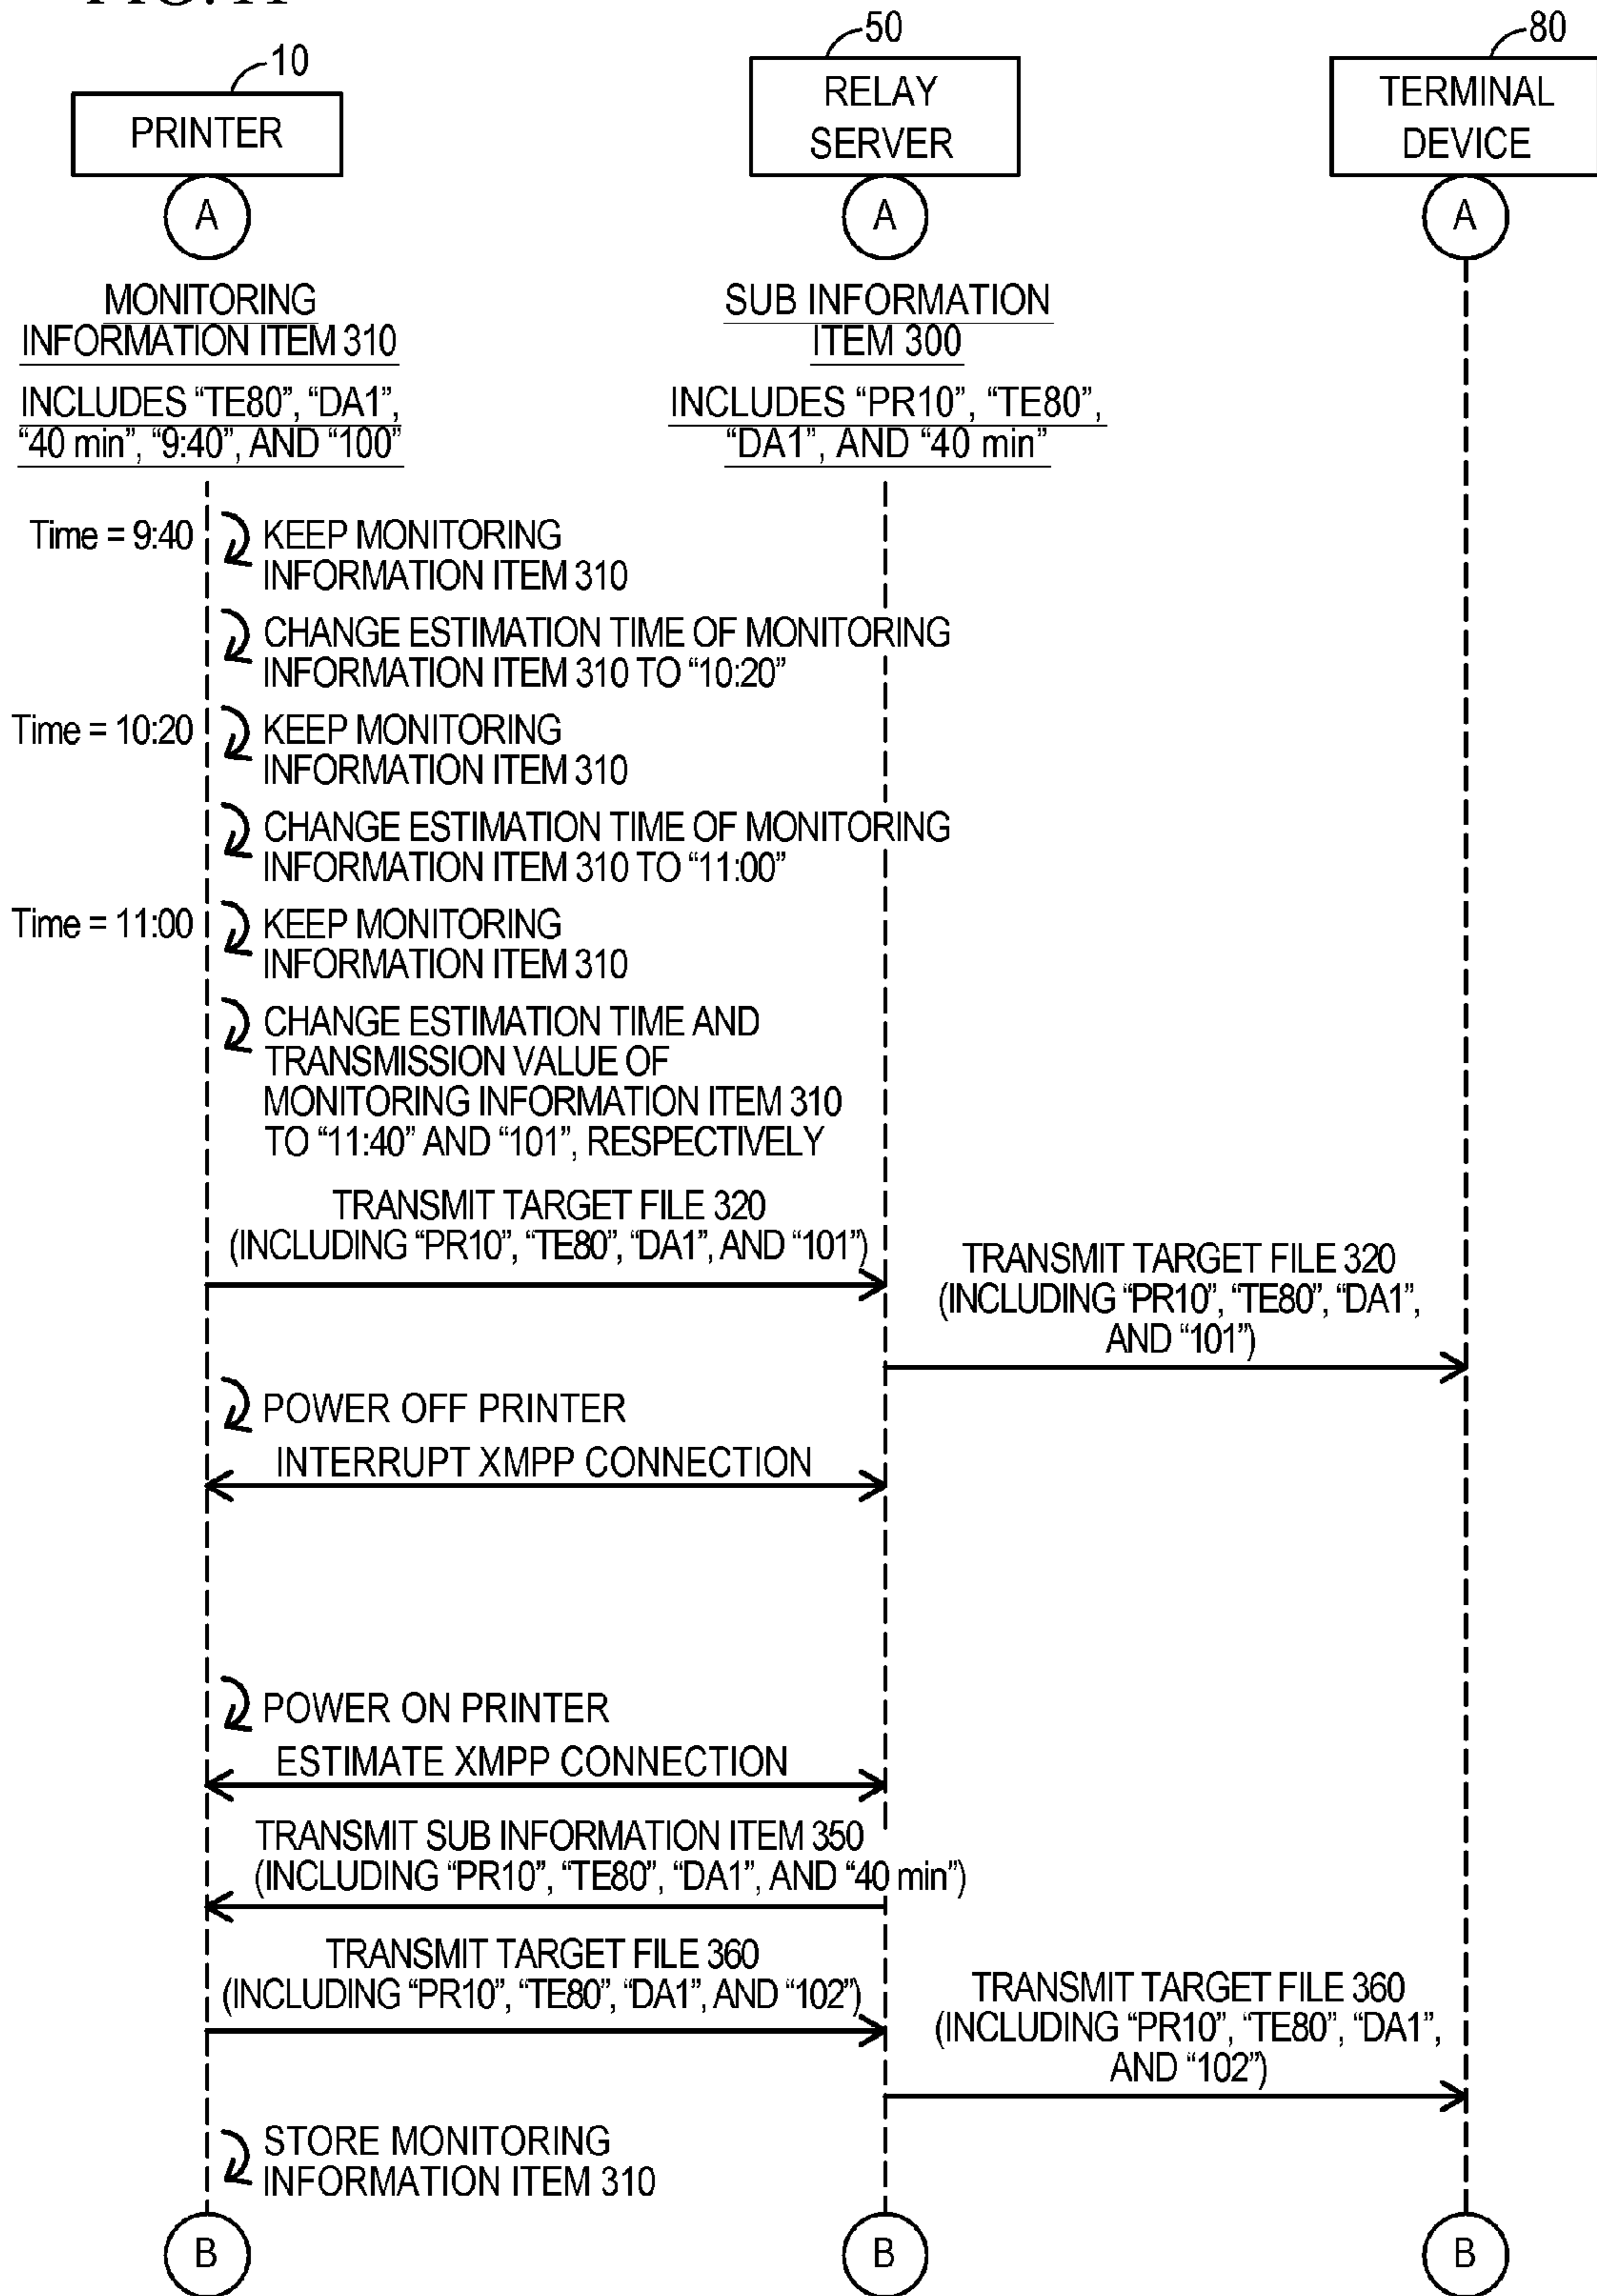 10
PRINTER
50
RELAY
SERVER
80
TERMINAL
DEVICE
A
A
A
MONITORING
INFORMATION ITEM 310
INCLUDES “TE80”, “DA1”,
“40 min”, “9:40”, AND “100”
SUB INFORMATION
ITEM 300
INCLUDES “PR10”, “TE80”,
“DA1”, AND “40 min”
Time = 9:40
KEEP MONITORING
INFORMATION ITEM 310
CHANGE ESTIMATION TIME OF MONITORING
INFORMATION ITEM 310 TO “10:20”
Time = 10:20
KEEP MONITORING
INFORMATION ITEM 310
CHANGE ESTIMATION TIME OF MONITORING
INFORMATION ITEM 310 TO “11:00”
Time = 11:00
KEEP MONITORING
INFORMATION ITEM 310
CHANGE ESTIMATION TIME AND
TRANSMISSION VALUE OF
MONITORING INFORMATION ITEM 310
TO “11:40” AND “101”, RESPECTIVELY
TRANSMIT TARGET FILE 320
(INCLUDING “PR10”, “TE80”, “DA1”, AND “101”)
TRANSMIT TARGET FILE 320
(INCLUDING “PR10”, “TE80”, “DA1”,
AND “101”)
POWER OFF PRINTER
INTERRUPT XMPP CONNECTION
POWER ON PRINTER
ESTIMATE XMPP CONNECTION
TRANSMIT SUB INFORMATION ITEM 350
(INCLUDING “PR10”, “TE80”, “DA1”, AND “40 min”)
TRANSMIT TARGET FILE 360
(INCLUDING “PR10”, “TE80”, “DA1”, AND “102”)
TRANSMIT TARGET FILE 360
(INCLUDING “PR10”, “TE80”, “DA1”,
AND “102”)
STORE MONITORING
INFORMATION ITEM 310
B
B
B